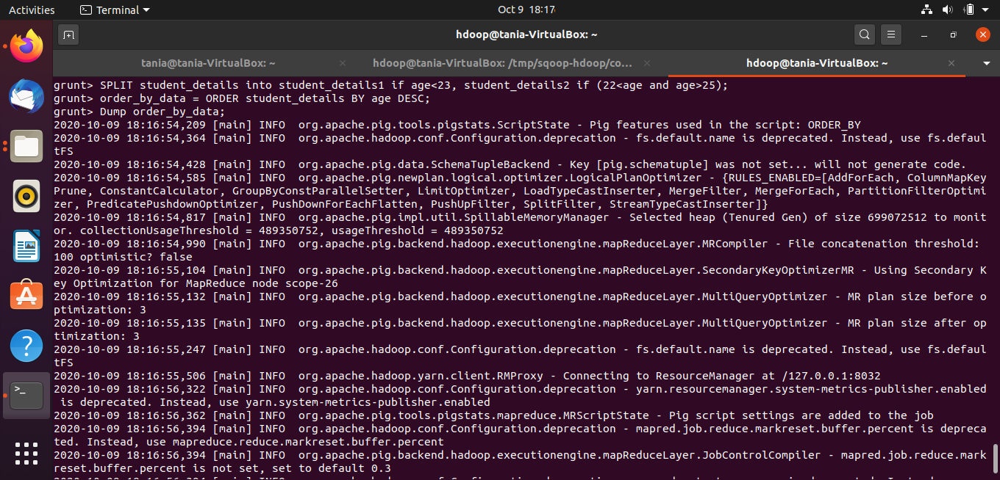 Activities
Terminal
Oct 9 18:17
hdoop@tania-VirtualBox: ~
tania@tania-VirtualBox: ~
hdoop@tania-VirtualBox: /tmp/sqoop-hdoop/co...
hdoop@tania-VirtualBox: ~
grunt> SPLIT student_details into student_details1 if age<23, student_details2 if (22<age and age>25);
grunt> order_by_data = ORDER student_details BY age DESC;
grunt> Dump order_by_data;
2020-10-09 18:16:54,209 [main] INFO  org.apache.pig.tools.pigstats.ScriptState - Pig features used in the script: ORDER_BY
2020-10-09 18:16:54,364 [main] INFO  org.apache.hadoop.conf.Configuration.deprecation - fs.default.name is deprecated. Instead, use fs.defaul
tFS
2020-10-09 18:16:54,428 [main] INFO  org.apache.pig.data.SchemaTupleBackend - Key [pig.schematuple] was not set... will not generate code.
2020-10-09 18:16:54,585 [main] INFO  org.apache.pig.newplan.logical.optimizer.LogicalPlanOptimizer - {RULES_ENABLED=[AddForEach, ColumnMapKey
Prune, ConstantCalculator, GroupByConstParallelSetter, LimitOptimizer, LoadTypeCastInserter, MergeFilter, MergeForEach, PartitionFilterOptimi
zer, PredicatePushdownOptimizer, PushDownForEachFlatten, PushUpFilter, SplitFilter, StreamTypeCastInserter]}
2020-10-09 18:16:54,817 [main] INFO  org.apache.pig.impl.util.SpillableMemoryManager - Selected heap (Tenured Gen) of size 699072512 to monit
or. collectionUsageThreshold = 489350752, usageThreshold = 489350752
2020-10-09 18:16:54,990 [main] INFO  org.apache.pig.backend.hadoop.executionengine.mapReduceLayer.MRCompiler - File concatenation threshold:
100 optimistic? false
2020-10-09 18:16:55,104 [main] INFO  org.apache.pig.backend.hadoop.executionengine.mapReduceLayer.SecondaryKeyOptimizerMR - Using Secondary K
ey Optimization for MapReduce node scope-26
2020-10-09 18:16:55,132 [main] INFO  org.apache.pig.backend.hadoop.executionengine.mapReduceLayer.MultiQueryOptimizer - MR plan size before o
ptimization: 3
2020-10-09 18:16:55,135 [main] INFO  org.apache.pig.backend.hadoop.executionengine.mapReduceLayer.MultiQueryOptimizer - MR plan size after op
timization: 3
2020-10-09 18:16:55,247 [main] INFO  org.apache.hadoop.conf.Configuration.deprecation - fs.default.name is deprecated. Instead, use fs.defaul
tFS
2020-10-09 18:16:55,506 [main] INFO  org.apache.hadoop.yarn.client.RMProxy - Connecting to ResourceManager at /127.0.0.1:8032
2020-10-09 18:16:56,322 [main] INFO  org.apache.hadoop.conf.Configuration.deprecation - yarn.resourcemanager.system-metrics-publisher.enabled
is deprecated. Instead, use yarn.system-metrics-publisher.enabled
2020-10-09 18:16:56,362 [main] INFO  org.apache.pig.tools.pigstats.mapreduce.MRScriptState - Pig script settings are added to the job
2020-10-09 18:16:56,394 [main] INFO  org.apache.hadoop.conf.Configuration.deprecation - mapred.job.reduce.markreset.buffer.percent is depreca
ted. Instead, use mapreduce.reduce.markreset.buffer.percent
2020-10-09 18:16:56,394 [main] INFO  org.apache.pig.backend.hadoop.executionengine.mapReduceLayer.JobControlCompiler - mapred.job.reduce.mark
reset.buffer.percent is not set, set to default 0.3